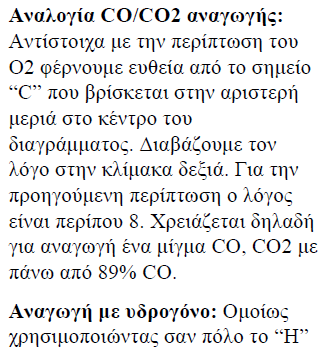 Αναλογία CO/CO2 αναγωγής:
Αντίστοιχα με την περίπτωση του
O2 φέρνουμε ευθεία από το σημείο
“C” που βρίσκεται στην αριστερή
μεριά στο κέντρο του
διαγράμματος. Διαβάζουμε τον
λόγο στην κλίμακα δεξιά. Για την
προηγούμενη περίπτωση ο λόγος
είναι περίπου 8. Χρειάζεται δηλαδή
για αναγωγή ένα μίγμα CO, CO2 με
πάνω από 89% CO.
Αναγωγή με υδρογόνο: Ομοίως
χρησιμοποιώντας σαν πόλο το “H”